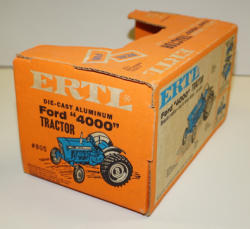 ERTL
DIE-CAST ALUMINUM
Ford "4000"
TRACTOR
#805
ERTL
Ford "4000" TRACTOR